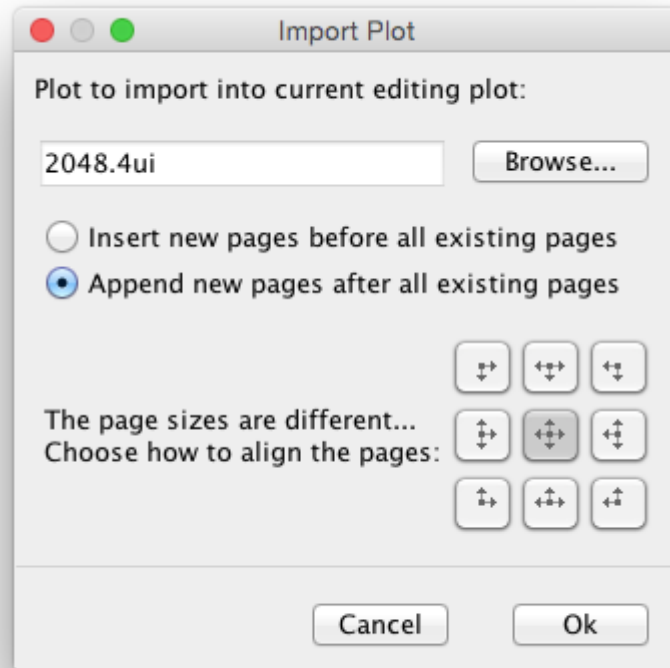 Import Plot
Plot to import into current editing plot:
2048.4ui
Browse...
Insert new pages before all existing pages
Append new pages after all existing pages
The page sizes are different...
Choose how to align the pages:
Cancel
Ok